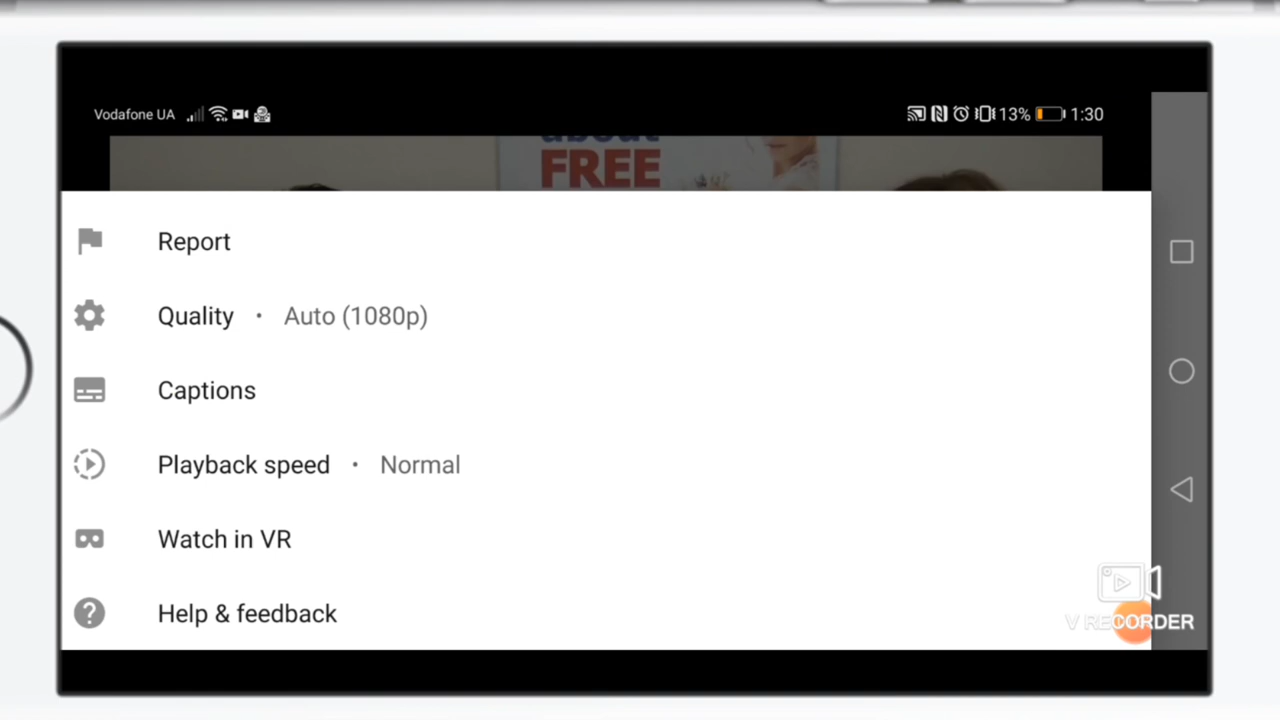 Vodafone UA 13% 1:30
about
FREE
Report
Quality • Auto (1080p)
Captions
Playback speed • Normal
Watch in VR
Help & feedback
V RECORDER